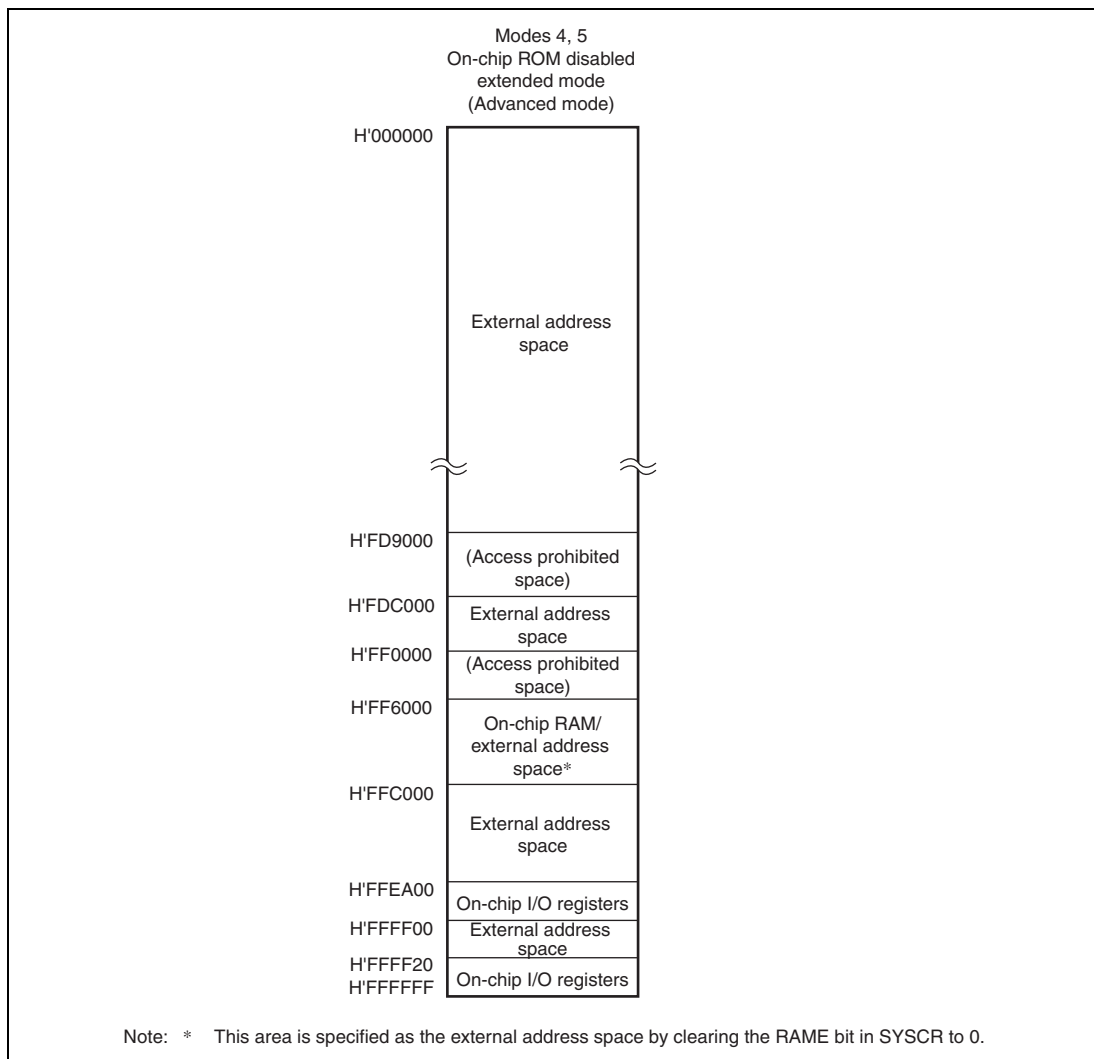 Modes 4, 5
On-chip ROM disabled
extended mode
(Advanced mode)
H'000000
External address
space
H'FD9000
(Access prohibited
space)
H'FDC000
External address
space
H'FF0000
(Access prohibited
space)
H'FF6000
On-chip RAM/
external address
space*
H'FFC000
External address
space
H'FFEA00
On-chip I/O registers
H'FFFF00
External address
space
H'FFFF20
On-chip I/O registers
H'FFFFFF
Note: * This area is specified as the external address space by clearing the RAME bit in SYSCR to 0.